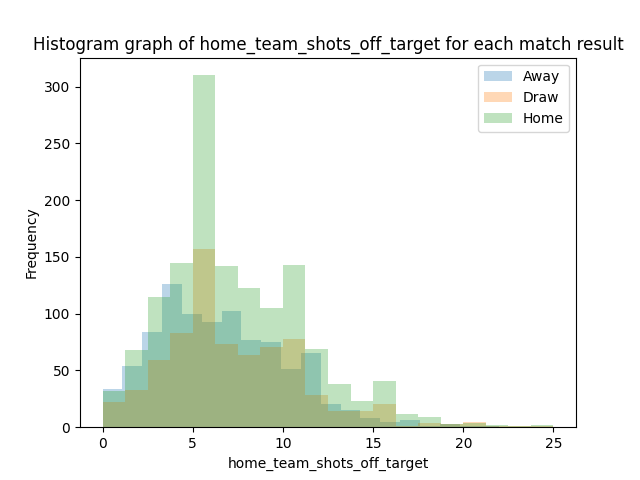 Histogram graph of home_team_shots_off_target for each match result
Away
Draw
Home
Frequency
300
250
200
150
100
50
0
0 5 10 15 20 25
home_team_shots_off_target